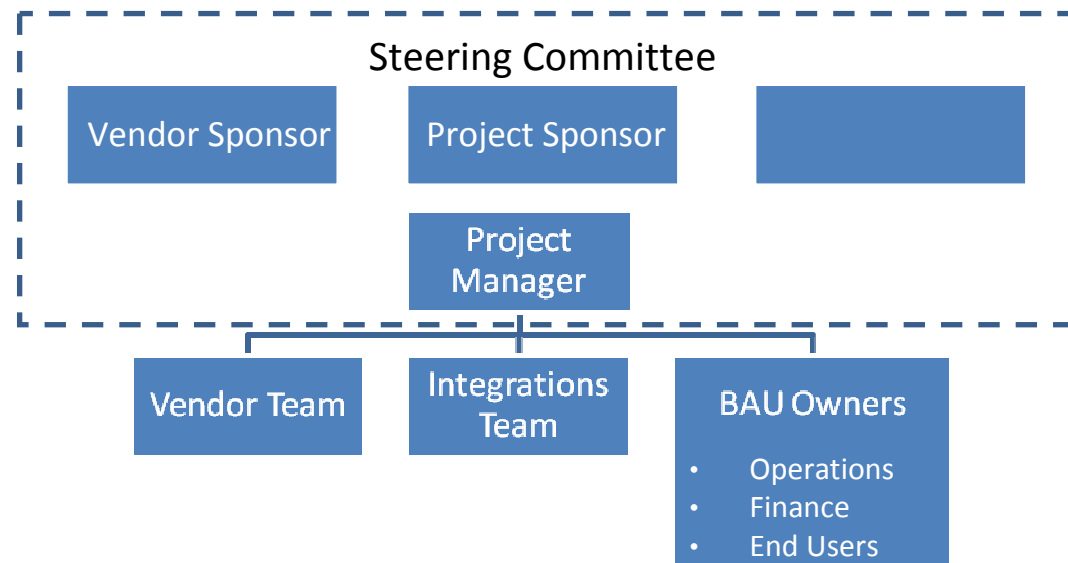 Steering Committee
Vendor Sponsor
Project Sponsor
Project
Manager
Vendor Team
Integrations
Team
BAU Owners
• Operations
• Finance
• End Users